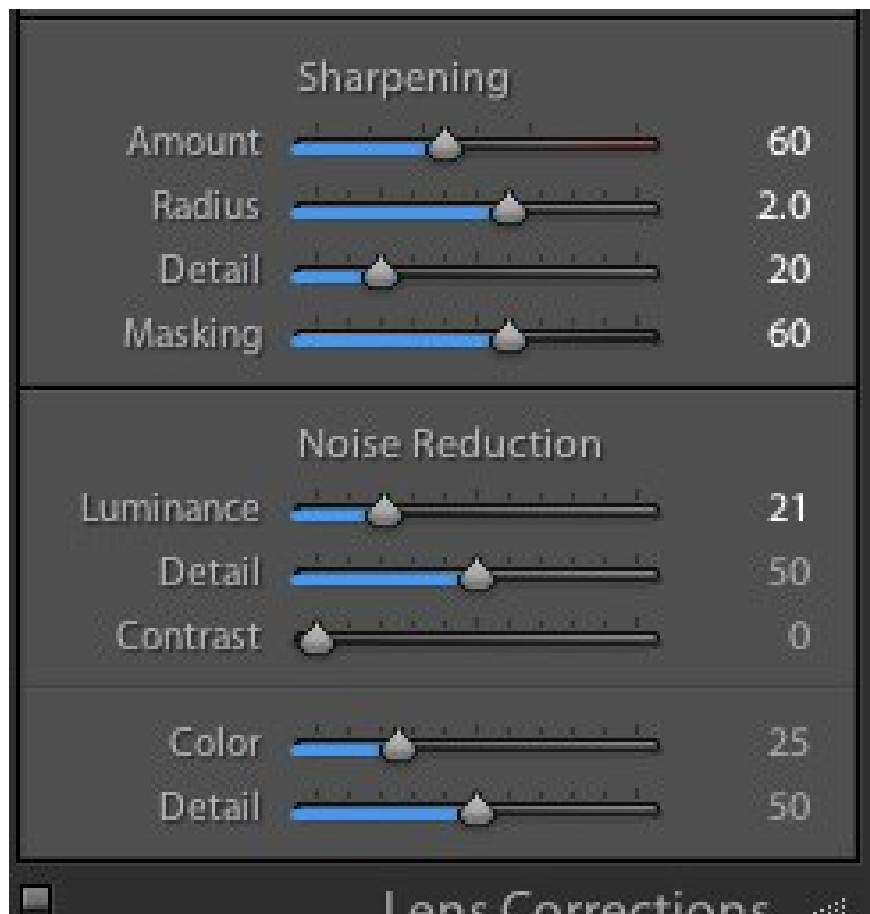 Sharpening
Amount 60
Radius 2.0
Detail 20
Masking 60
Noise Reduction
Luminance 21
Detail 50
Contrast 0
Color 25
Detail 50
Lens Corrections